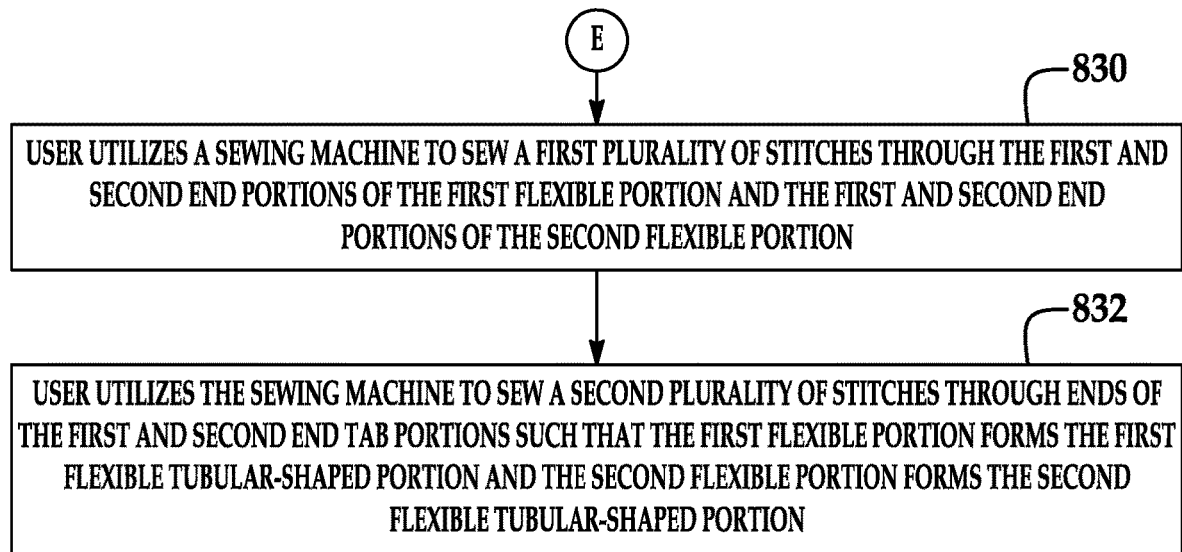 E
830
USER UTILIZES A SEWING MACHINE TO SEW A FIRST PLURALITY OF STITCHES THROUGH THE FIRST AND
SECOND END PORTIONS OF THE FIRST FLEXIBLE PORTION AND THE FIRST AND SECOND END
PORTIONS OF THE SECOND FLEXIBLE PORTION
832
USER UTILIZES THE SEWING MACHINE TO SEW A SECOND PLURALITY OF STITCHES THROUGH ENDS OF
THE FIRST AND SECOND END TAB PORTIONS SUCH THAT THE FIRST FLEXIBLE PORTION FORMS THE FIRST
FLEXIBLE TUBULAR-SHAPED PORTION AND THE SECOND FLEXIBLE PORTION FORMS THE SECOND
FLEXIBLE TUBULAR-SHAPED PORTION